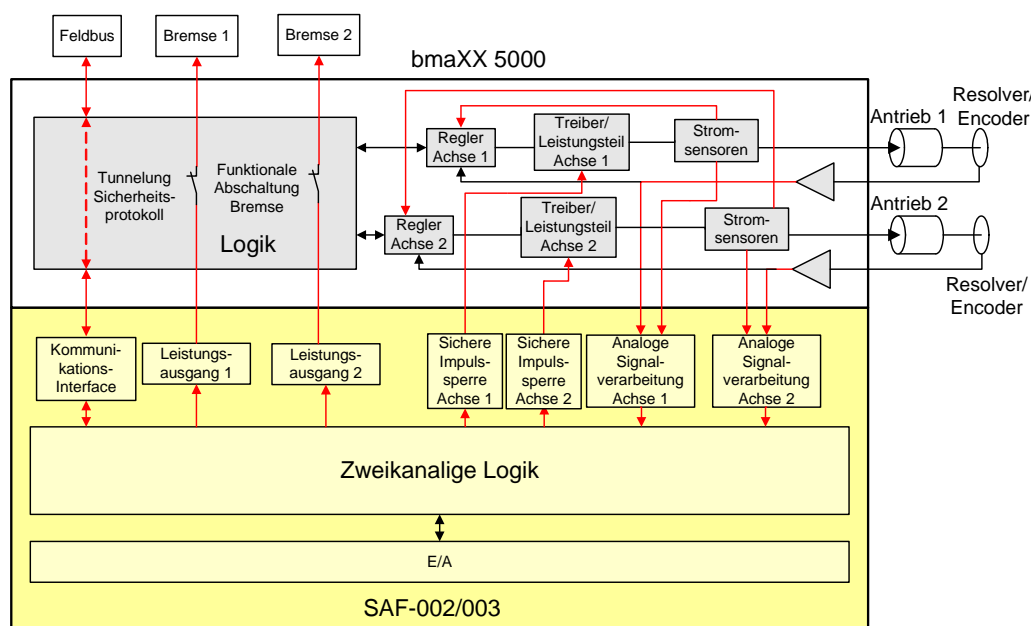 Feldbus
Bremse 1
Bremse 2
bmaXX 5000
Resolver/
Encoder
Antrieb 1
Tunnelung
Sicherheits-
protokoll
Funktionale
Abschaltung
Bremse
Logik
Regler
Achse 1
Treiber/
Leistungsteil
Achse 1
Strom-
sensoren
Antrieb 2
Regler
Achse 2
Treiber/
Leistungsteil
Achse 2
Strom-
sensoren
Resolver/
Encoder
Kommuni-
kations-
Interface
Leistungs-
ausgang 1
Leistungs-
ausgang 2
Sichere
Impuls-
sperre
Achse 1
Sichere
Impuls-
sperre
Achse 2
Analoge
Signal-
verarbeitung
Achse 1
Analoge
Signal-
verarbeitung
Achse 2
Zweikanalige Logik
E/A
SAF-002/003